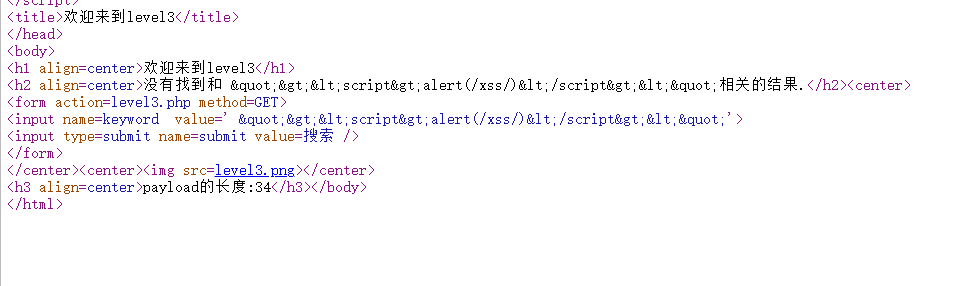 </script>
<title>欢迎来到level3</title>
</head>
<body>
<h1 align=center>欢迎来到level3</h1>
<h2 align=center>没有找到和 &quot;&gt;&lt;script&gt;alert(/xss/)&lt;/script&gt;&lt;&quot;相关的结果.</h2><center>
<form action=level3.php method=GET>
<input name=keyword  value=' &quot;&gt;&lt;script&gt;alert(/xss/)&lt;/script&gt;&lt;&quot;'>
<input type=submit name=submit value=搜索 />
</form>
</center><center><img src=level3.png></center>
<h3 align=center>payload的长度:34</h3></body>
</html>